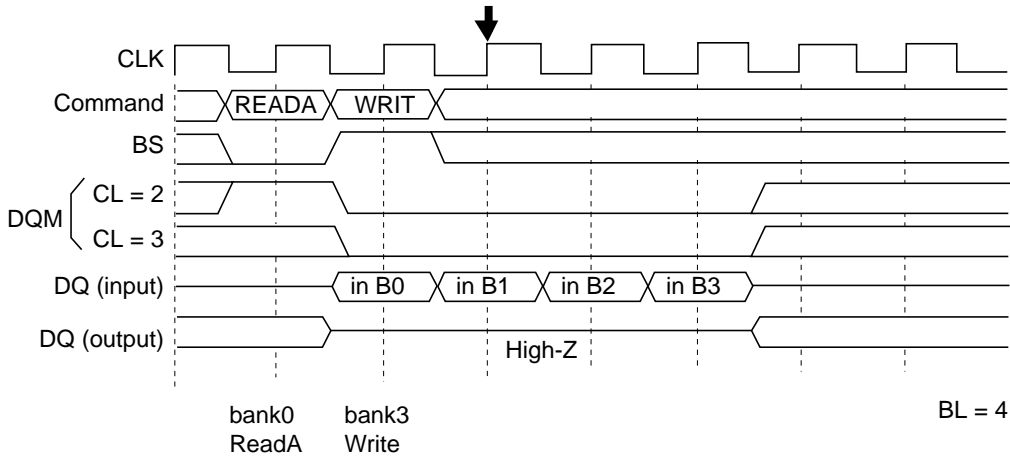 CLK
Command READA WRIT
BS
DQM
CL = 2
CL = 3
DQ (input) in B0 in B1 in B2 in B3
DQ (output) High-Z
bank0 bank3 BL = 4
ReadA Write